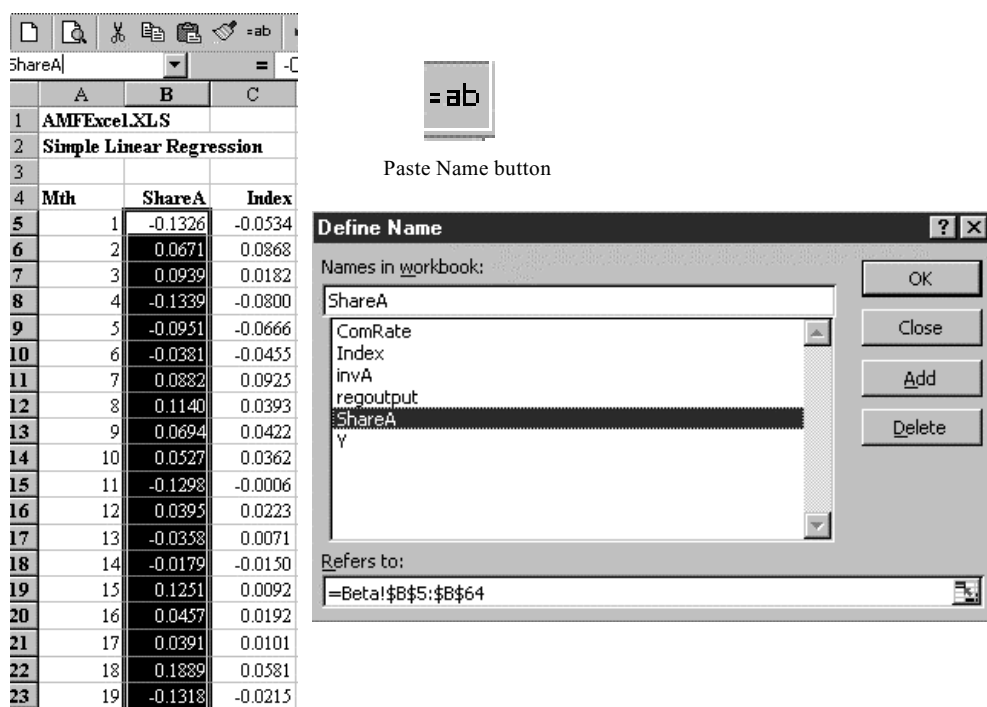 =ab
ShareA =
A B C
1 AMFExcel.XLS
2 Simple Linear Regression
3
4 Mth ShareA Index
5 1 -0.1326 -0.0534
6 2 0.0671 0.0868
7 3 0.0939 0.0182
8 4 -0.1339 -0.0800
9 5 -0.0951 -0.0666
10 6 -0.0381 -0.0455
11 7 0.0882 0.0925
12 8 0.1140 0.0393
13 9 0.0694 0.0422
14 10 0.0527 0.0362
15 11 -0.1298 -0.0006
16 12 0.0395 0.0223
17 13 -0.0358 0.0071
18 14 -0.0179 -0.0150
19 15 0.1251 0.0092
20 16 0.0457 0.0192
21 17 0.0391 0.0101
22 18 0.1889 0.0581
23 19 -0.1318 -0.0215
=ab
Paste Name button
Define Name ? X
Names in workbook:
ShareA
ComRate
Index
invA
regoutput
ShareA
Y
OK
Close
Add
Delete
Refers to:
=Beta!$B$5:$B$64